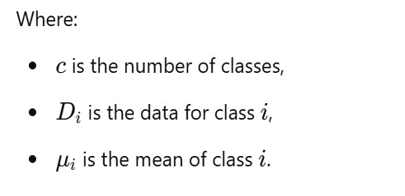 Where:
• c is the number of classes,
• Dᵢ is the data for class i,
• μᵢ is the mean of class i.